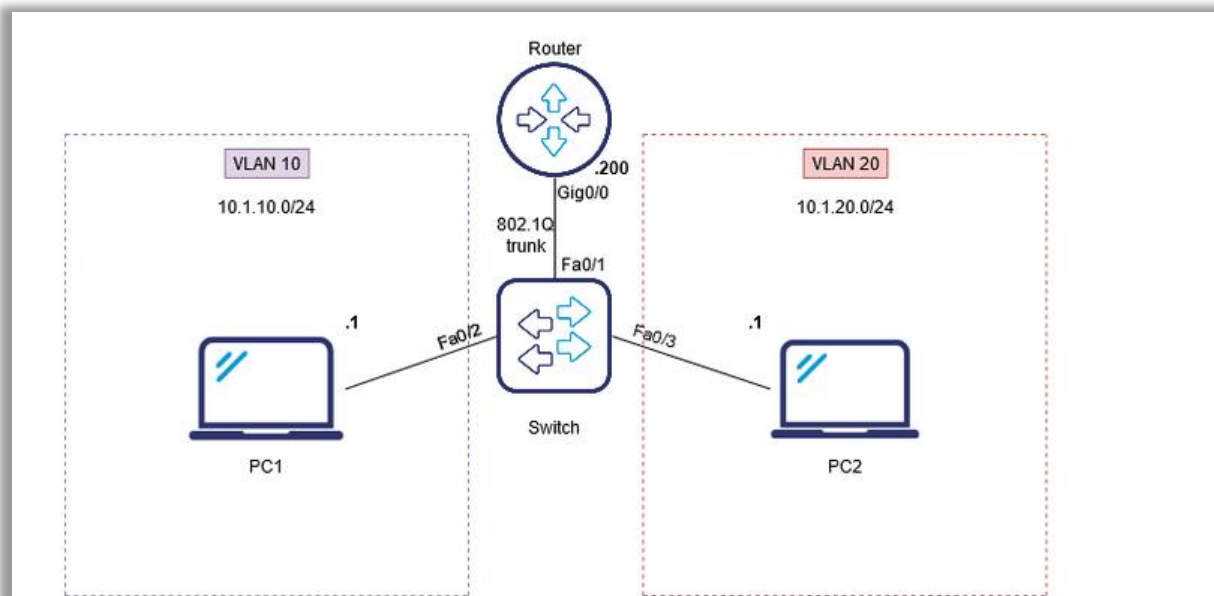 Router
VLAN 10
VLAN 20
.200
Gig0/0
10.1.10.0/24
10.1.20.0/24
802.1Q
trunk
Fa0/1
.1
Fa0/2
Fa0/3
.1
Switch
PC1
PC2